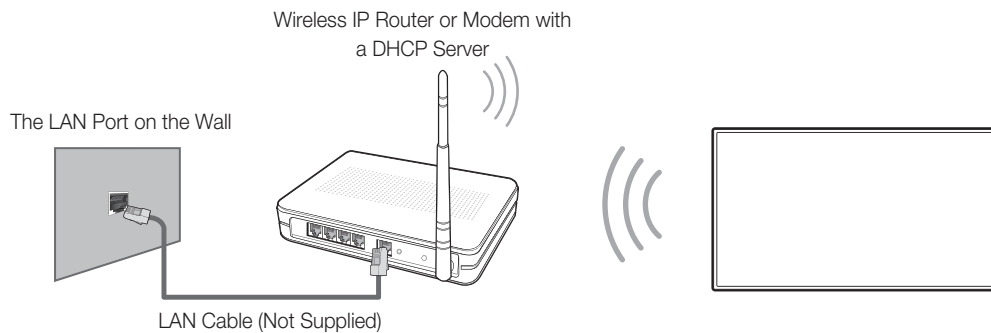 Wireless IP Router or Modem with
a DHCP Server
The LAN Port on the Wall
LAN Cable (Not Supplied)